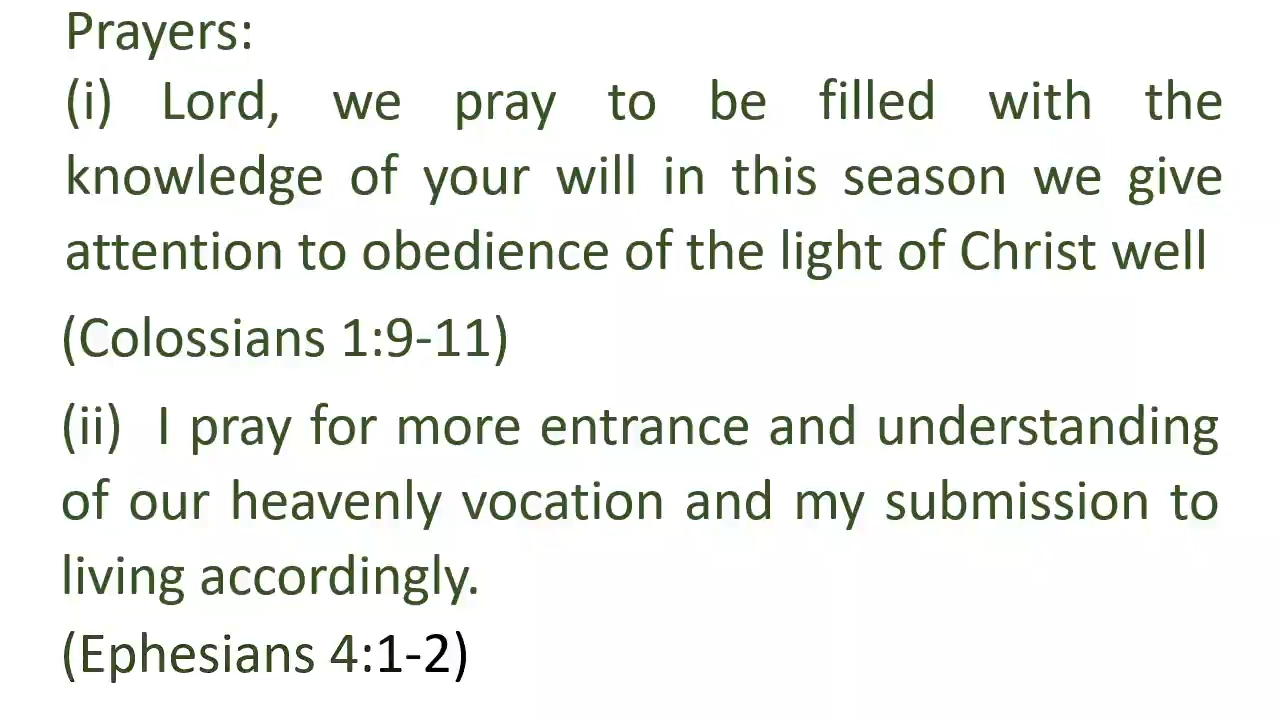 Prayers:
(i) Lord, we pray to be filled with the
knowledge of your will in this season we give
attention to obedience of the light of Christ well
(Colossians 1:9-11)
(ii) I pray for more entrance and understanding
of our heavenly vocation and my submission to
living accordingly.
(Ephesians 4:1-2)